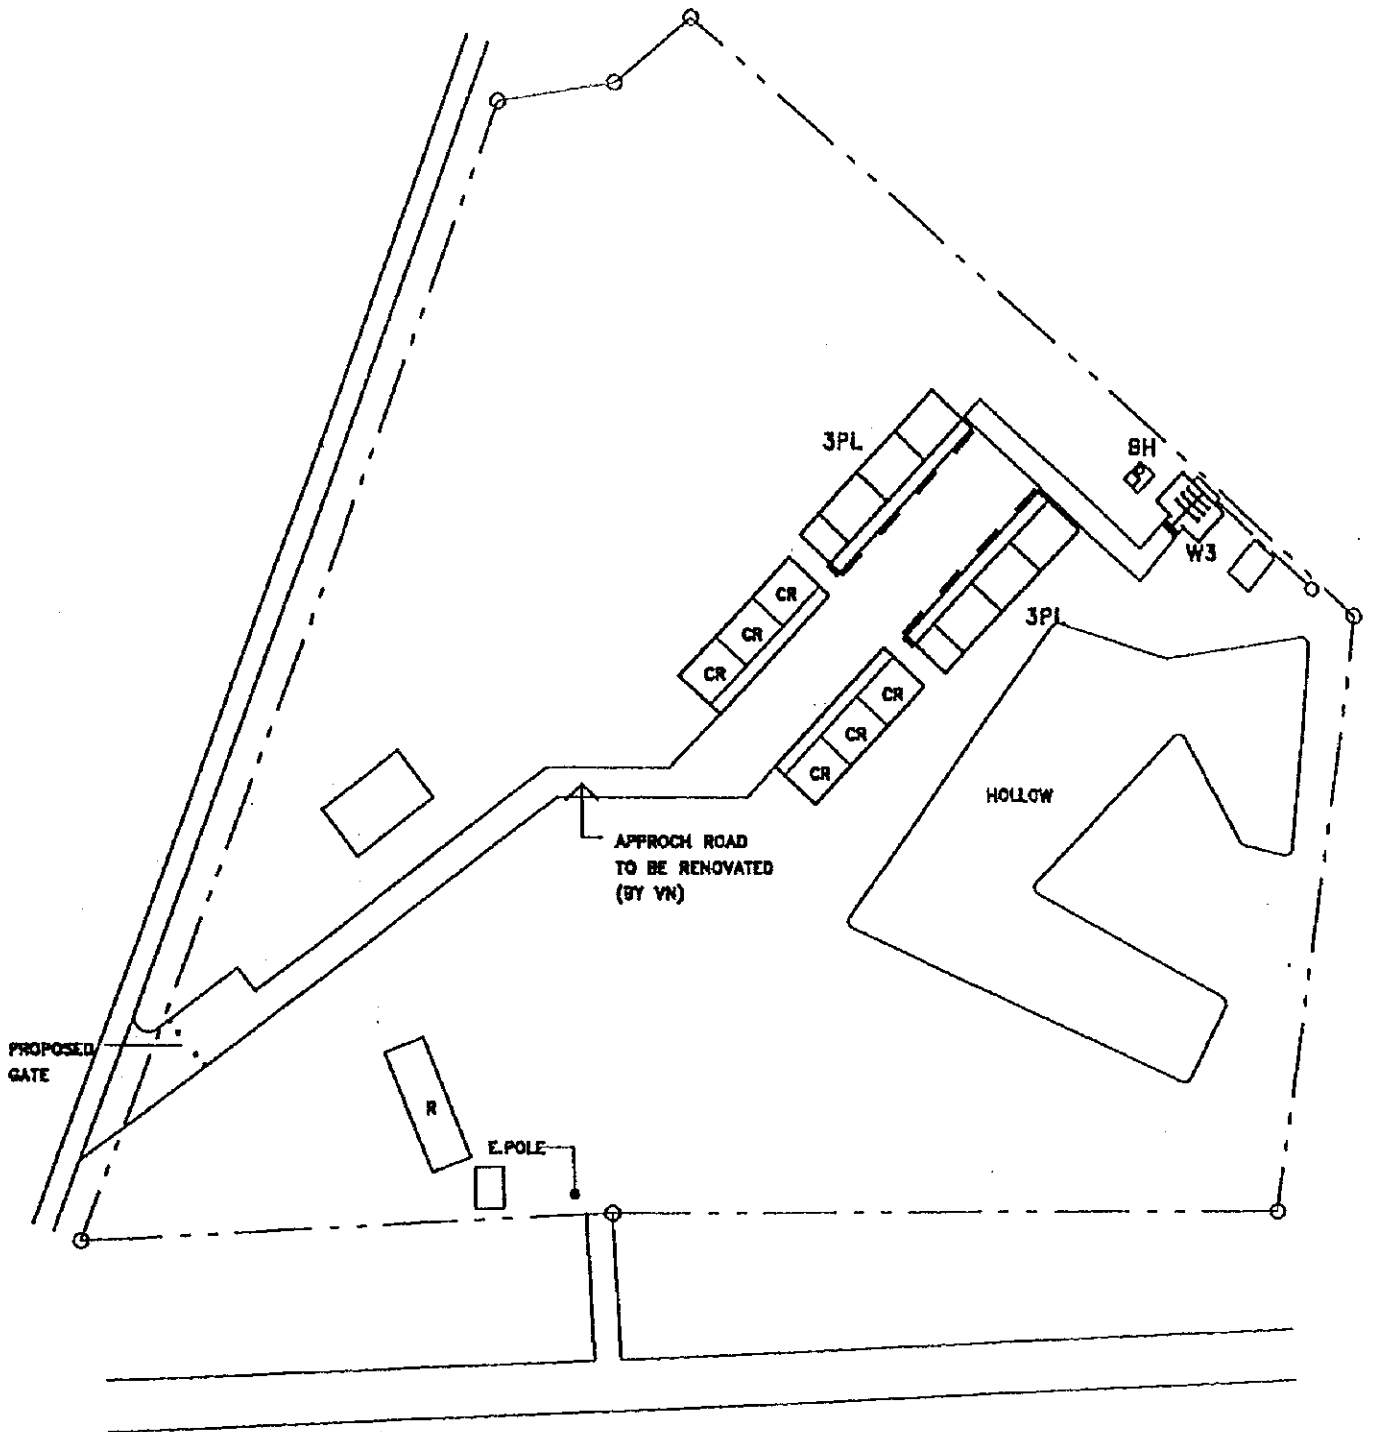 3PL
BH
W3
CR
CR
CR
3PL
CR
CR
CR
HOLLOW
APPROCH ROAD
TO BE RENOVATED
(BY VN)
PROPOSED
GATE
R
E.POLE